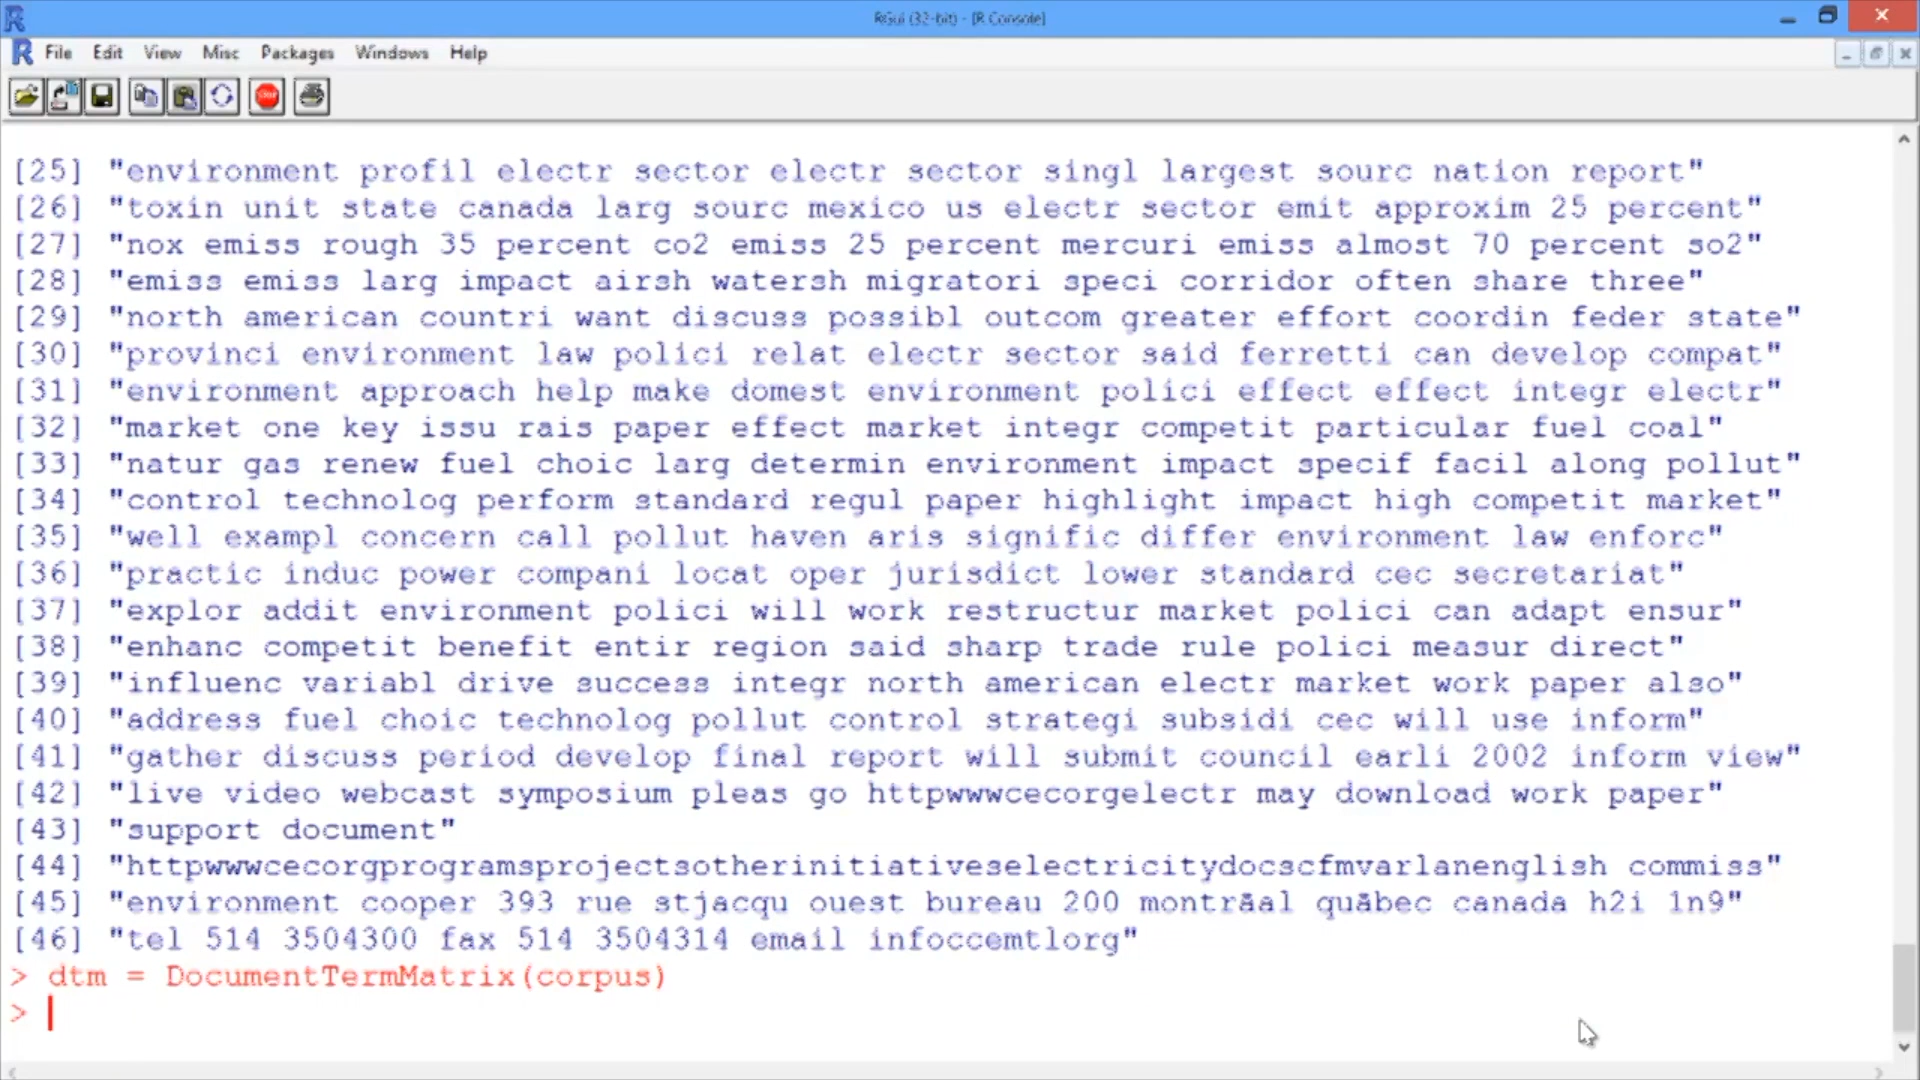 RGui (32-bit) - [R Console]
File Edit View Misc Packages Windows Help
STOP
[25] "environment profil electr sector electr sector singl largest sourc nation report"
[26] "toxin unit state canada larg sourc mexico us electr sector emit approxim 25 percent"
[27] "nox emiss rough 35 percent co2 emiss 25 percent mercuri emiss almost 70 percent so2"
[28] "emiss emiss larg impact airsh watersh migratori speci corridor often share three"
[29] "north american countri want discuss possibl outcom greater effort coordin feder state"
[30] "provinci environment law polici relat electr sector said ferretti can develop compat"
[31] "environment approach help make domest environment polici effect effect integr electr"
[32] "market one key issu rais paper effect market integr competit particular fuel coal"
[33] "natur gas renew fuel choic larg determin environment impact specif facil along pollut"
[34] "control technolog perform standard regul paper highlight impact high competit market"
[35] "well exampl concern call pollut haven aris signific differ environment law enforc"
[36] "practic induc power compani locat oper jurisdict lower standard cec secretariat"
[37] "explor addit environment polici will work restructur market polici can adapt ensur"
[38] "enhanc competit benefit entir region said sharp trade rule polici measur direct"
[39] "influenc variabl drive success integr north american electr market work paper also"
[40] "address fuel choic technolog pollut control strategi subsidi cec will use inform"
[41] "gather discuss period develop final report will submit council earli 2002 inform view"
[42] "live video webcast symposium pleas go httpwwwcecorgelectr may download work paper"
[43] "support document"
[44] "httpwwwcecorgprogramsprojectsotherinitiativeselectricitydocscfmvarlanenglish commiss"
[45] "environment cooper 393 rue stjacqu ouest bureau 200 montrãal quãbec canada h2i 1n9"
[46] "tel 514 3504300 fax 514 3504314 email infoccemtlorg"
> dtm = DocumentTermMatrix(corpus)
>